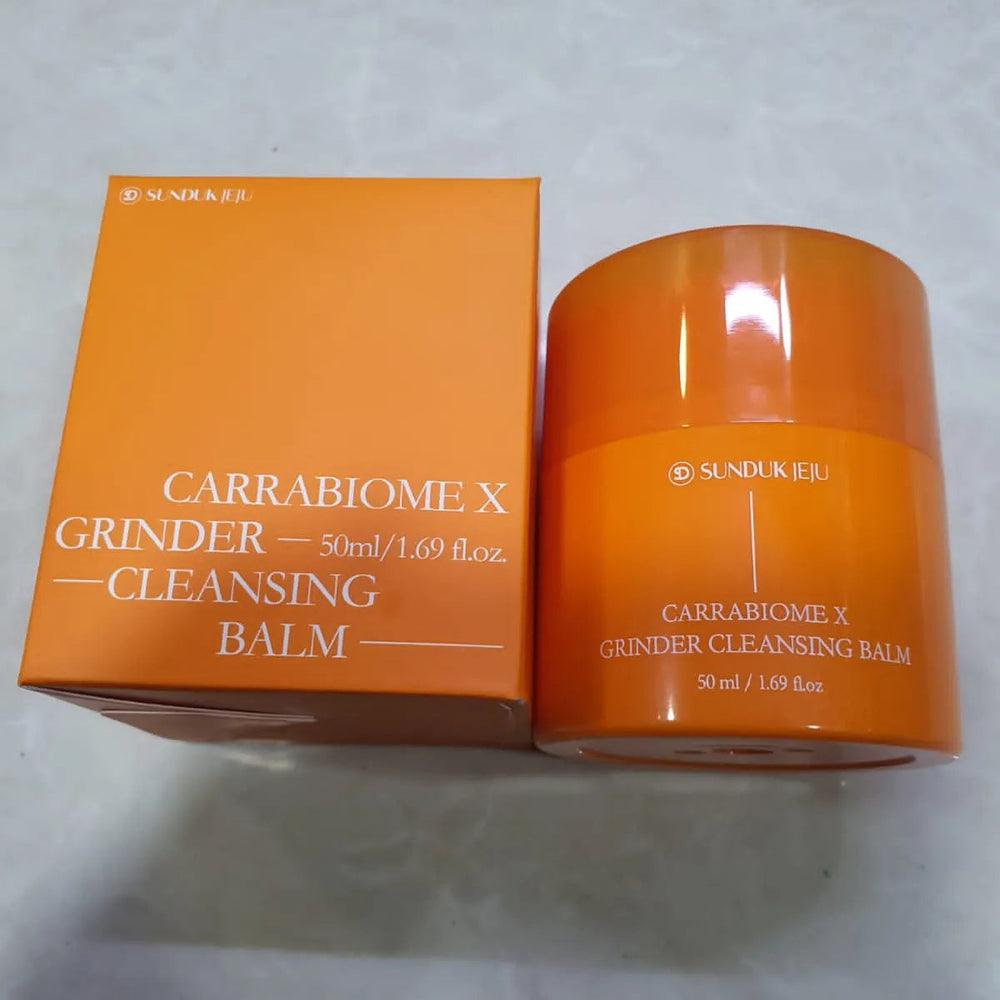 SD SUNDUK JEJU
CARRABIOME X
GRINDER — 50ml/1.69 fl.oz.
—CLEANSING
BALM —
SD SUNDUK JEJU
CARRABIOME X
GRINDER CLEANSING BALM
50 ml / 1.69 fl.oz